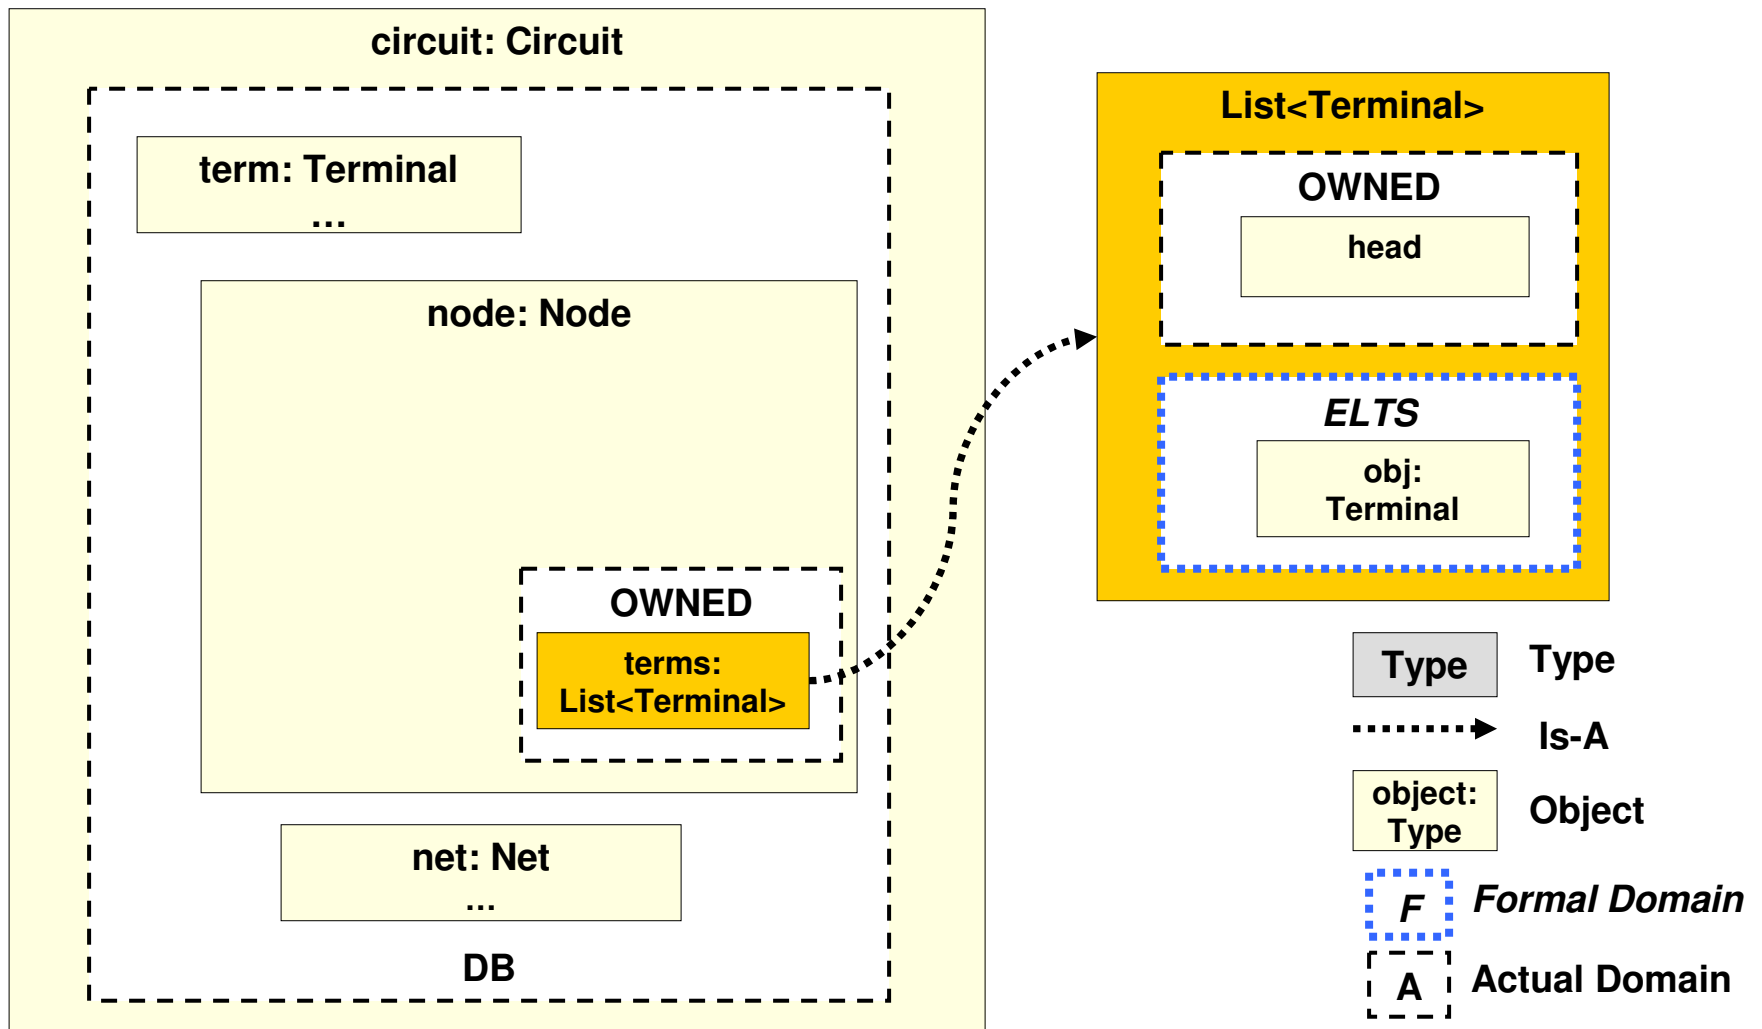 circuit: Circuit
term: Terminal
...
node: Node
OWNED
terms:
List<Terminal>
net: Net
...
DB
List<Terminal>
OWNED
head
ELTS
obj:
Terminal
Type Type
Is-A
object:
Type
Object
F Formal Domain
A Actual Domain